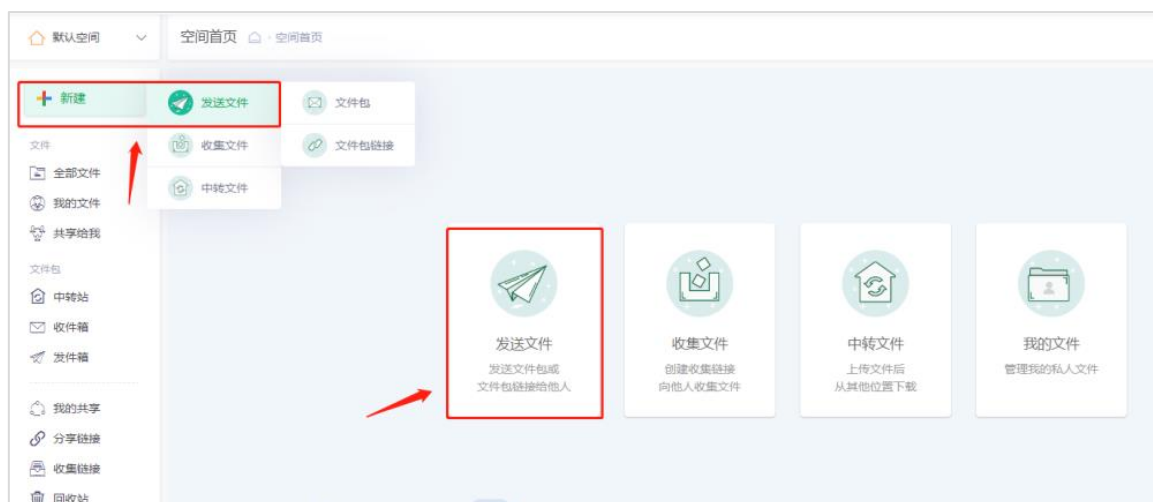 默认空间
空间首页
空间首页
新建
发送文件
文件包
收集文件
文件包链接
中转文件
文件
全部文件
我的文件
共享给我
文件包
中转站
收件箱
发件箱
我的共享
分享链接
收集链接
回收站
发送文件
发送文件包或
文件包链接给他人
收集文件
创建收集链接
向他人收集文件
中转文件
上传文件后
从其他位置下载
我的文件
管理我的私人文件